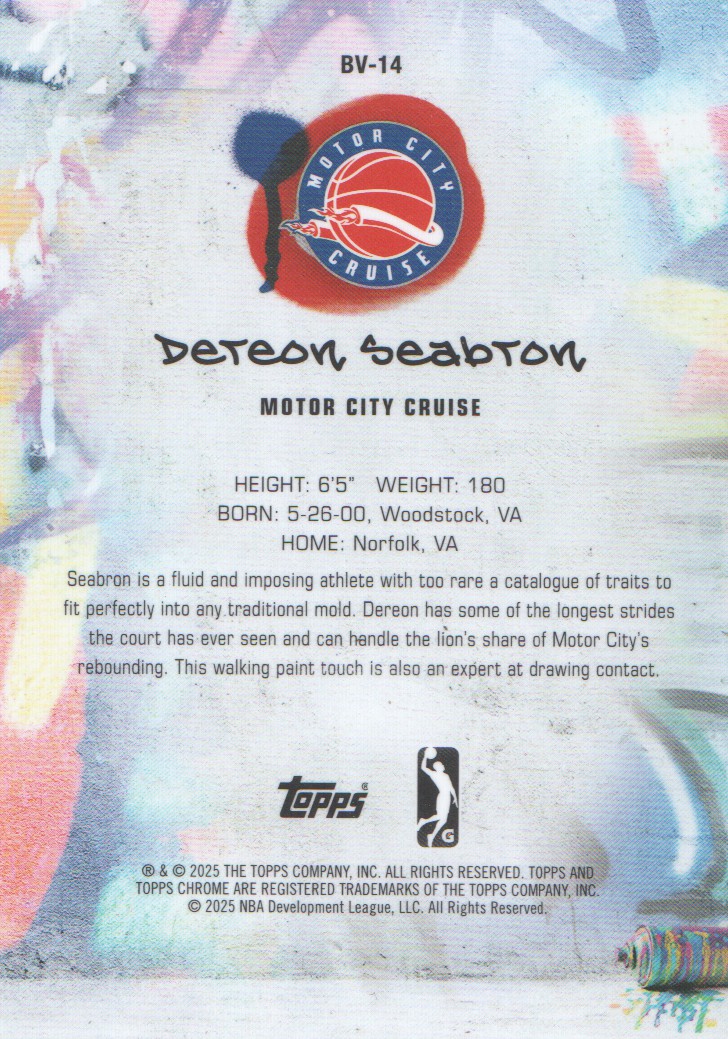 BV-14
MOTOR CITY
CRUISE
Dereon Seabron
MOTOR CITY CRUISE
HEIGHT: 6'5" WEIGHT: 180
BORN: 5-26-00, Woodstock, VA
HOME: Norfolk, VA
Seabron is a fluid and imposing athlete with too rare a catalogue of traits to
fit perfectly into any traditional mold. Dereon has some of the longest strides
the court has ever seen and can handle the lion's share of Motor City's
rebounding. This walking paint touch is also an expert at drawing contact.
Topps®
G
® & © 2025 THE TOPPS COMPANY, INC. ALL RIGHTS RESERVED. TOPPS AND
TOPPS CHROME ARE REGISTERED TRADEMARKS OF THE TOPPS COMPANY, INC.
© 2025 NBA Development League, LLC. All Rights Reserved.